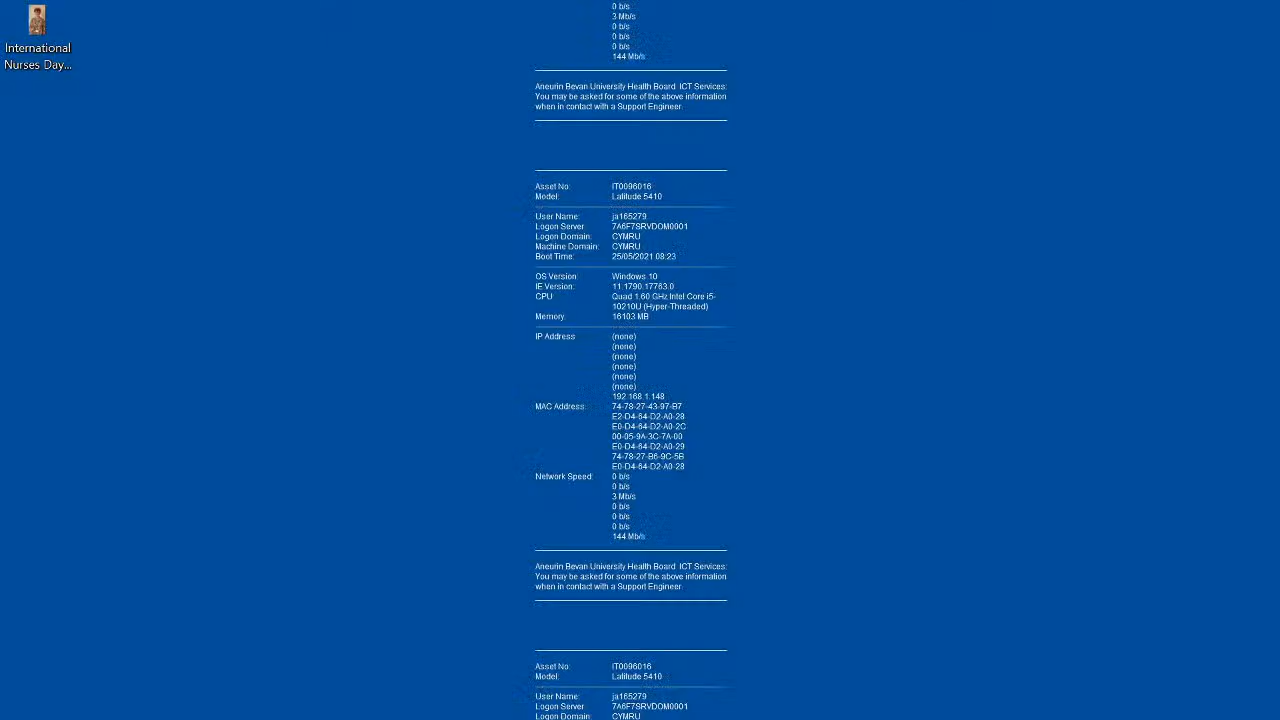 International
Nurses Day...
0 b/s
3 Mb/s
0 b/s
0 b/s
0 b/s
144 Mb/s
Aneurin Bevan University Health Board ICT Services:
You may be asked for some of the above information
when in contact with a Support Engineer.
Asset No: IT0096016
Model: Latitude 5410
User Name: ja165279
Logon Server 7A6F7SRVDOM0001
Logon Domain: CYMRU
Machine Domain: CYMRU
Boot Time: 25/05/2021 08:23
OS Version: Windows 10
IE Version: 11.1790.17763.0
CPU Quad 1.60 GHz Intel Core i5-
10210U (Hyper-Threaded)
Memory: 16103 MB
IP Address (none)
(none)
(none)
(none)
(none)
(none)
192.168.1.148
MAC Address: 74-78-27-43-97-B7
E2-D4-64-D2-A0-28
E0-D4-64-D2-A0-2C
00-05-9A-3C-7A-00
E0-D4-64-D2-A0-29
74-78-27-B6-9C-5B
E0-D4-64-D2-A0-28
Network Speed: 0 b/s
0 b/s
3 Mb/s
0 b/s
0 b/s
0 b/s
144 Mb/s
Aneurin Bevan University Health Board ICT Services:
You may be asked for some of the above information
when in contact with a Support Engineer.
Asset No: IT0096016
Model: Latitude 5410
User Name: ja165279
Logon Server 7A6F7SRVDOM0001
Logon Domain: CYMRU